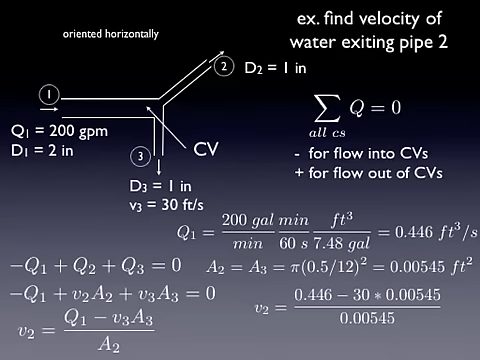 ex. find velocity of
water exiting pipe 2
oriented horizontally
2
D₂ = 1 in
1
∑ Q = 0
all cs
Q₁ = 200 gpm
D₁ = 2 in
3
CV
- for flow into CVs
+ for flow out of CVs
D₃ = 1 in
v₃ = 30 ft/s
Q₁ = 200 gal/min min/60 s ft³/7.48 gal = 0.446 ft³/s
−Q₁ + Q₂ + Q₃ = 0
A₂ = A₃ = π(0.5/12)² = 0.00545 ft²
−Q₁ + v₂A₂ + v₃A₃ = 0
v₂ = (0.446 − 30 ∗ 0.00545)/0.00545
v₂ = (Q₁ − v₃A₃)/A₂